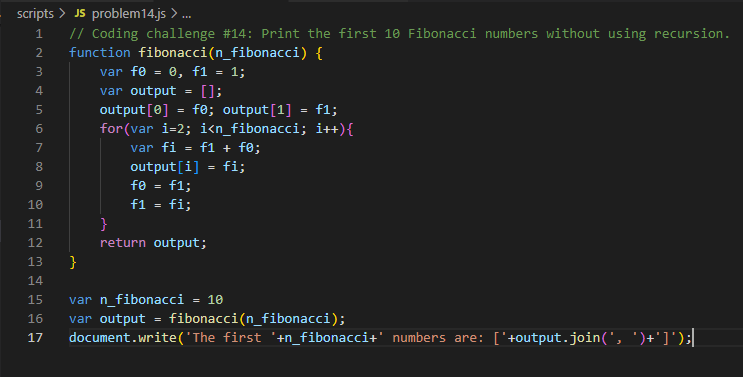 scripts > JS problem14.js > ...
1 // Coding challenge #14: Print the first 10 Fibonacci numbers without using recursion.
2 function fibonacci(n_fibonacci) {
3     var f0 = 0, f1 = 1;
4     var output = [];
5     output[0] = f0; output[1] = f1;
6     for(var i=2; i<n_fibonacci; i++){
7         var fi = f1 + f0;
8         output[i] = fi;
9         f0 = f1;
10         f1 = fi;
11     }
12     return output;
13 }
14
15 var n_fibonacci = 10
16 var output = fibonacci(n_fibonacci);
17 document.write('The first '+n_fibonacci+' numbers are: ['+output.join(', ')+']');